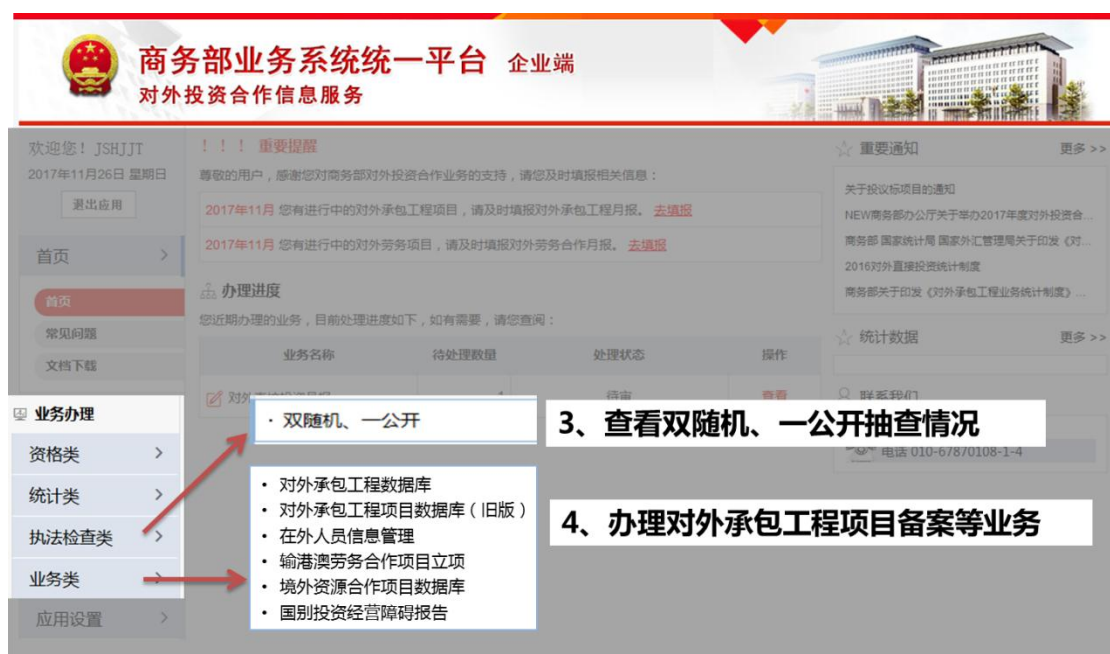 商务部业务系统统一平台 企业端
对外投资合作信息服务
欢迎您！JSHJJT
2017年11月26日 星期日
退出应用
首页 >
首页
常见问题
文档下载
业务办理
资格类 >
统计类 >
执法检查类 >
业务类 >
应用设置 >
！！！ 重要提醒
尊敬的用户，感谢您对商务部对外投资合作业务的支持，请您及时填报相关信息：
2017年11月 您有进行中的对外承包工程项目，请及时填报对外承包工程月报。 去填报
2017年11月 您有进行中的对外劳务项目，请及时填报对外劳务合作月报。 去填报
办理进度
您近期办理的业务，目前处理进度如下，如有需要，请您查阅：
业务名称 待处理数量 处理状态 操作
待审 查看
· 双随机、一公开
3、查看双随机、一公开抽查情况
• 对外承包工程数据库
• 对外承包工程项目数据库（旧版）
• 在外人员信息管理
• 输港澳劳务合作项目立项
• 境外资源合作项目数据库
• 国别投资经营障碍报告
4、办理对外承包工程项目备案等业务
重要通知 更多 >>
关于投议标项目的通知
NEW商务部办公厅关于举办2017年度对外投资合...
商务部 国家统计局 国家外汇管理局关于印发《对...
2016对外直接投资统计制度
商务部关于印发《对外承包工程业务统计制度》...
统计数据 更多 >>
联系我们
电话 010-67870108-1-4